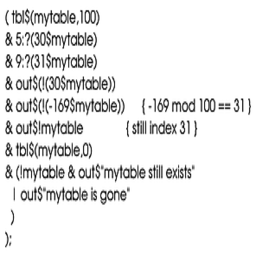 ( tbl$(mytable,100)
& 5:?(30$mytable)
& 9:?(31$mytable)
& out$(!(30$mytable))
& out$(!(-169$mytable)) { -169 mod 100 == 31 }
& out$!mytable { still index 31 }
& tbl$(mytable,0)
& (!mytable & out$"mytable still exists"
| out$"mytable is gone"
)
);